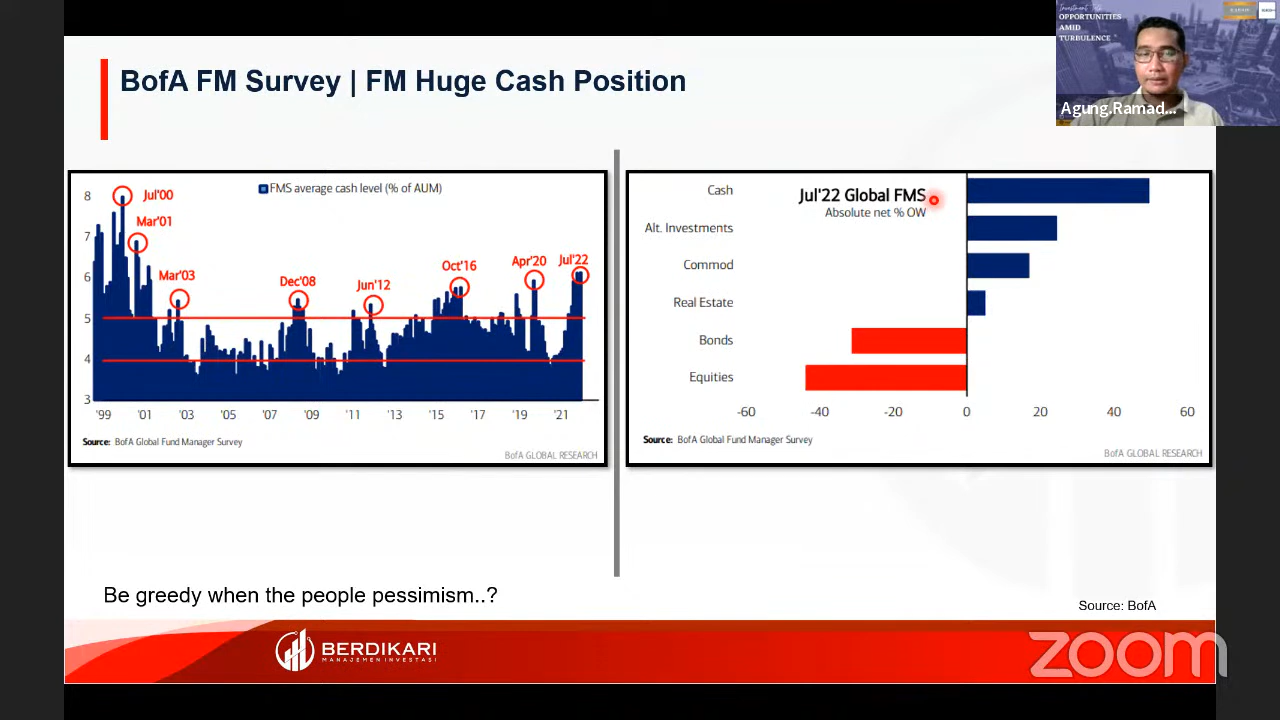 BofA FM Survey | FM Huge Cash Position
OPPORTUNITIES
AMID
TURBULENCE
Agung.Ramad...
FMS average cash level (% of AUM)
Jul'00
Mar'01
Mar'03
Dec'08
Jun'12
Oct'16
Apr'20
Jul'22
8
7
6
5
4
3
'99 '01 '03 '05 '07 '09 '11 '13 '15 '17 '19 '21
Source: BofA Global Fund Manager Survey
BofA GLOBAL RESEARCH
Jul'22 Global FMS
Absolute net % OW
Cash
Alt. Investments
Commod
Real Estate
Bonds
Equities
-60 -40 -20 0 20 40 60
Source: BofA Global Fund Manager Survey
BofA GLOBAL RESEARCH
Be greedy when the people pessimism..?
Source: BofA
BERDIKARI
MANAJEMEN INVESTASI
zoom